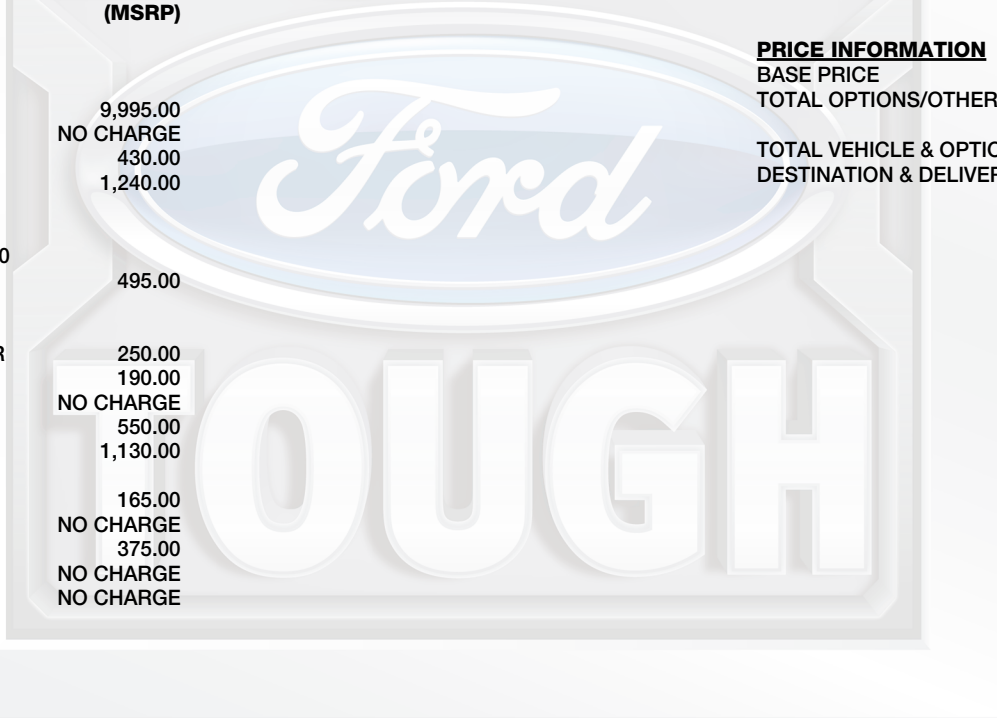 (MSRP)
9,995.00
NO CHARGE
430.00
1,240.00
0
495.00
R
250.00
190.00
NO CHARGE
550.00
1,130.00
165.00
NO CHARGE
375.00
NO CHARGE
NO CHARGE
PRICE INFORMATION
BASE PRICE
TOTAL OPTIONS/OTHER
TOTAL VEHICLE & OPTIO
DESTINATION & DELIVER
Ford
TOUGH